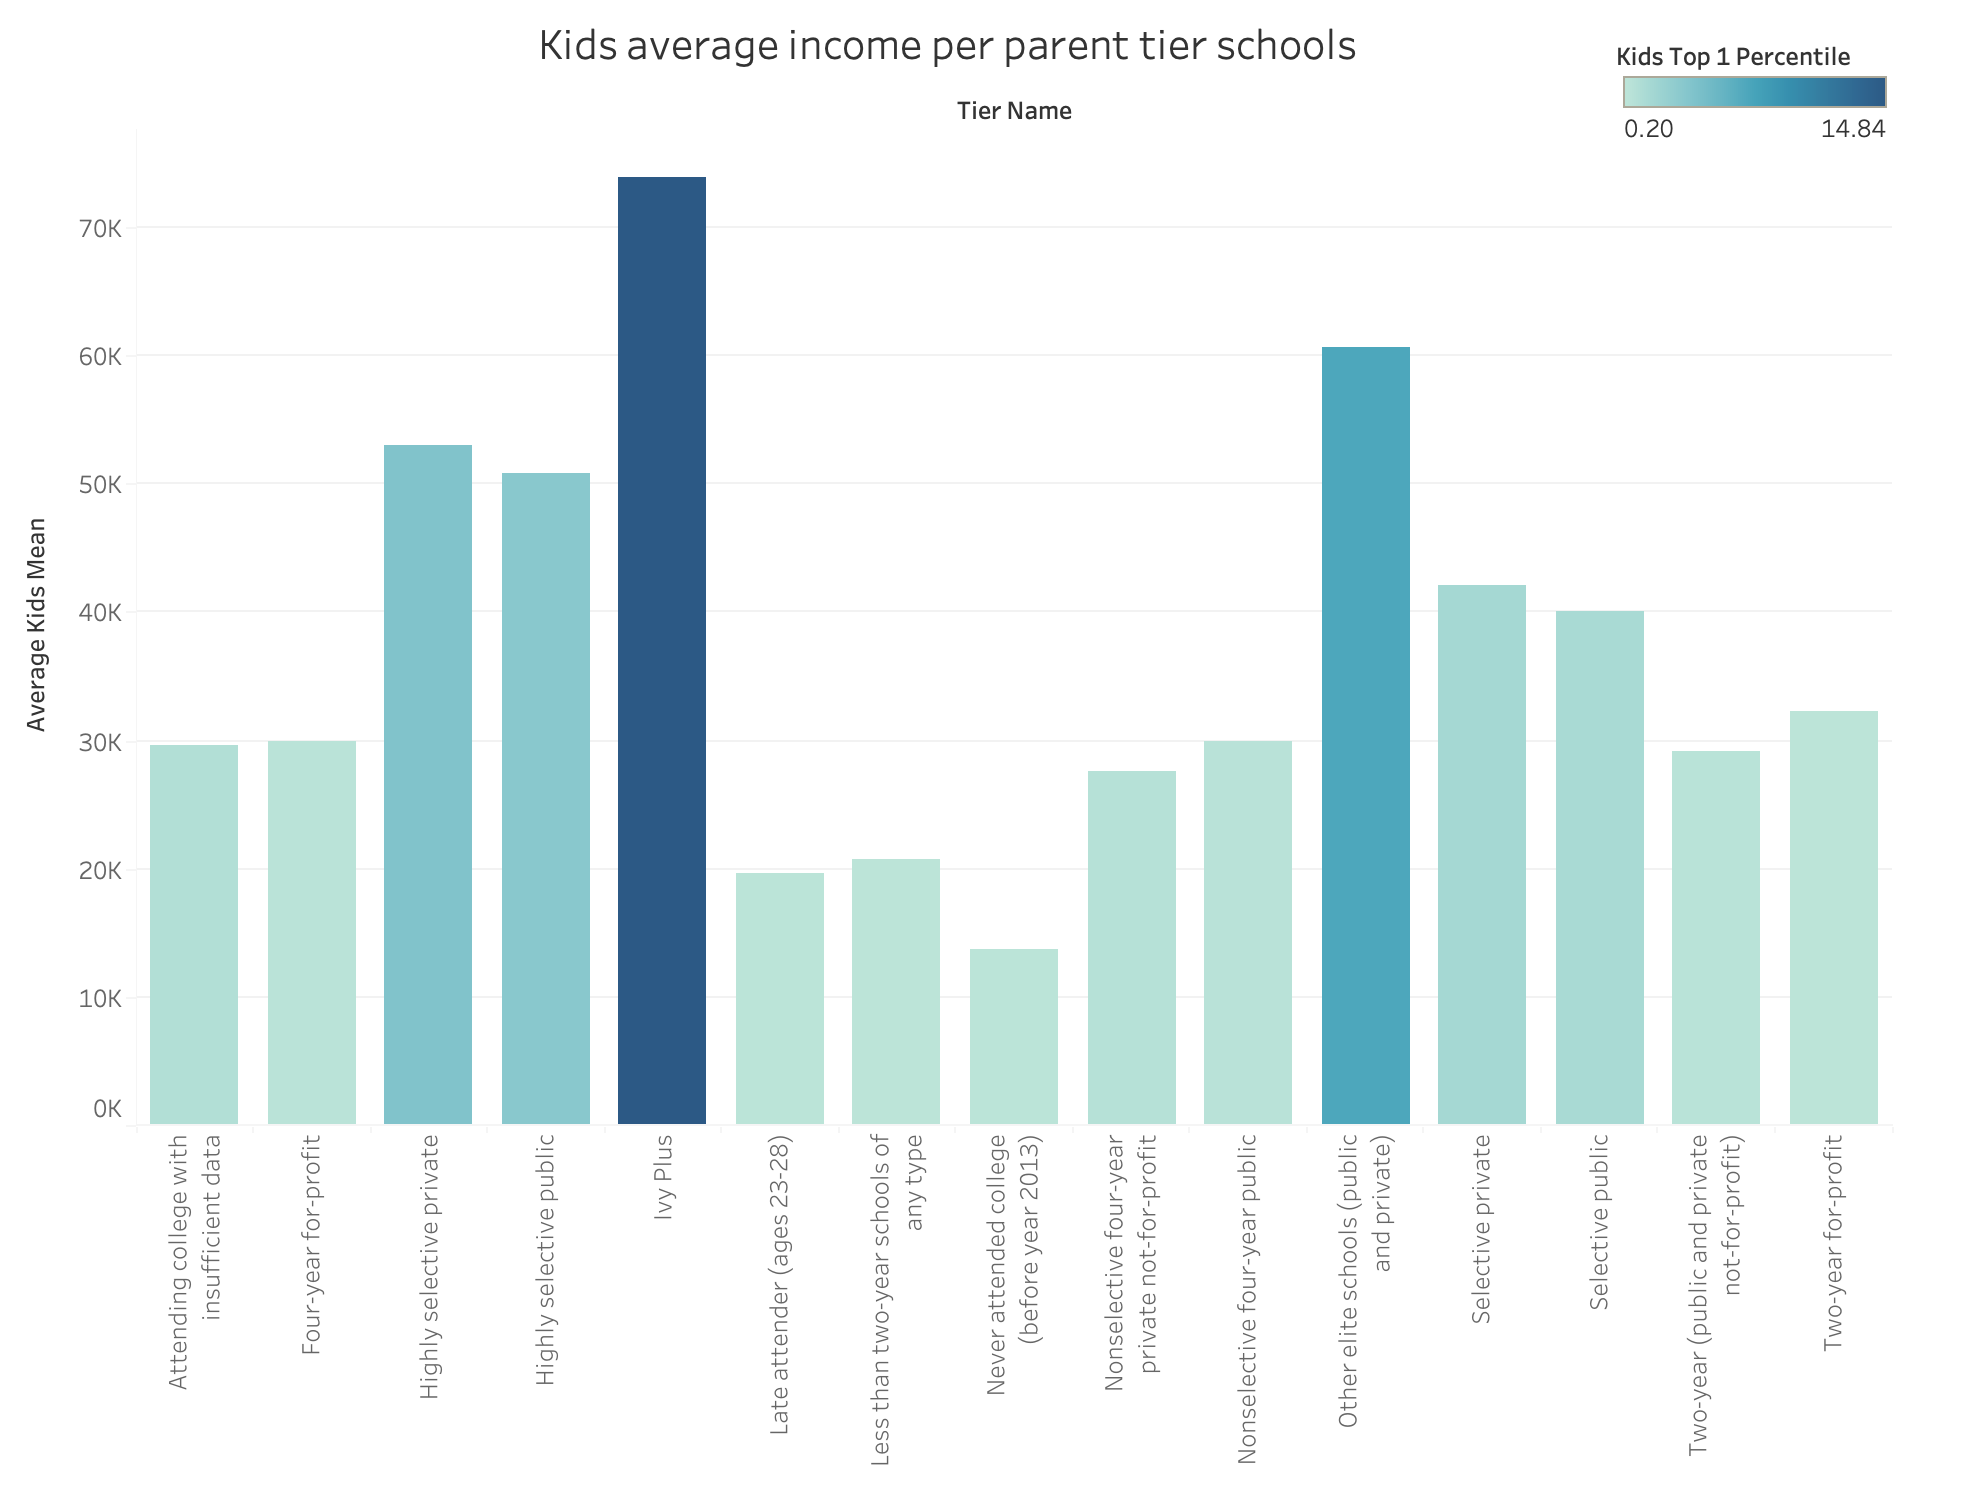 Kids average income per parent tier schools
Kids Top 1 Percentile
0.20
14.84
Tier Name
Average Kids Mean
70K
60K
50K
40K
30K
20K
10K
0K
Attending college with
insufficient data
Four-year for-profit
Highly selective private
Highly selective public
Ivy Plus
Late attender (ages 23-28)
Less than two-year schools of
any type
Never attended college
(before year 2013)
Nonselective four-year
private not-for-profit
Nonselective four-year public
Other elite schools (public
and private)
Selective private
Selective public
Two-year (public and private
not-for-profit)
Two-year for-profit